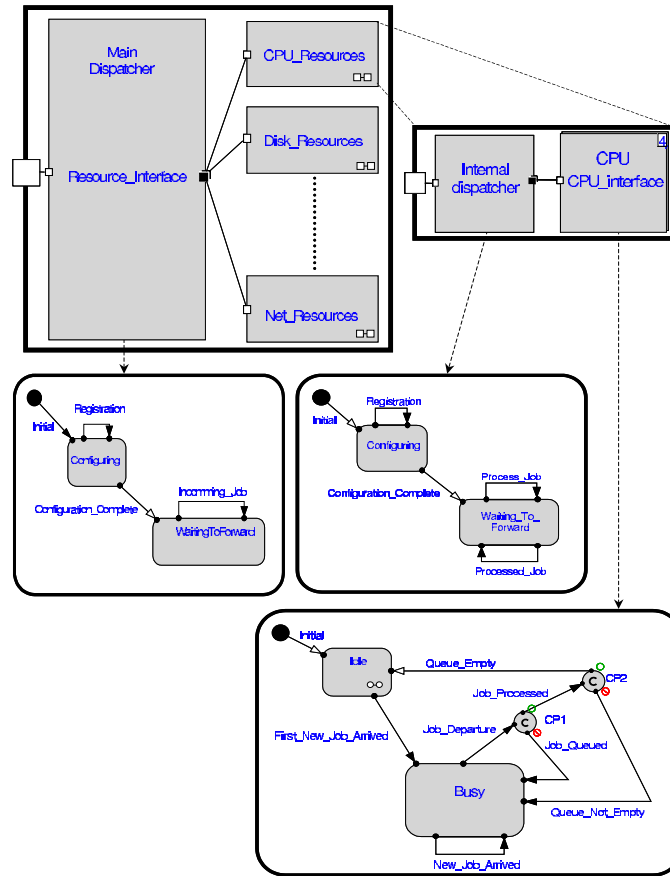 Main
Dispatcher
Resource_Interface
CPU_Resources
Disk_Resources
Net_Resources
Internal
dispatcher
4
CPU
CPU_interface
Initial
Registration
Configuring
Configuration_Complete
Incomming_Job
WaitingToForward
Initial
Registration
Configuring
Configuration_Complete
Process_Job
Waiting_To_
Forward
Processed_Job
Initial
Idle
Queue_Empty
CP2
C
Job_Processed
First_New_Job_Arrived
Job_Departure
C
CP1
Job_Queued
Busy
Queue_Not_Empty
New_Job_Arrived